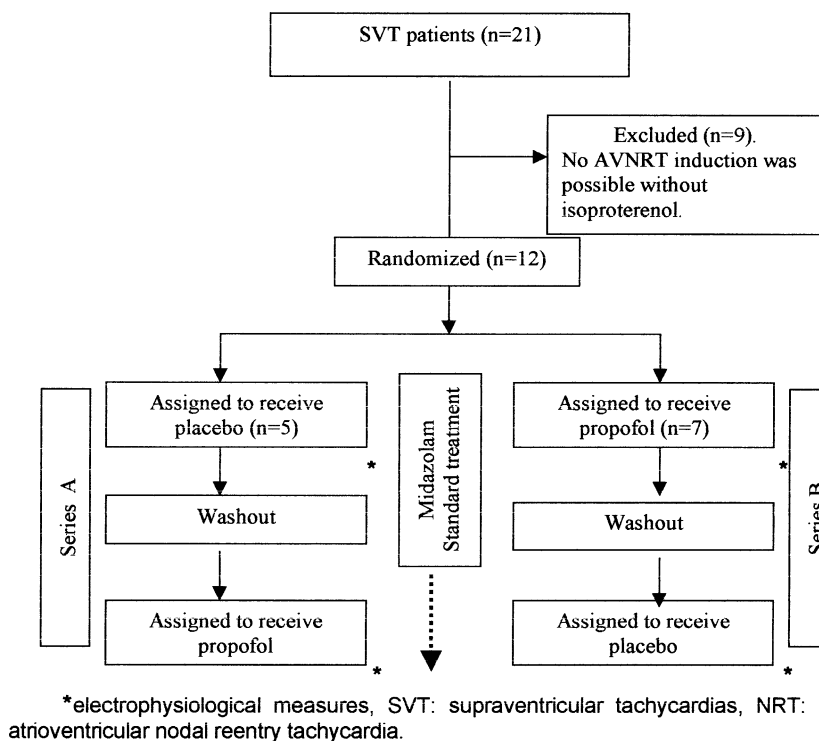 SVT patients (n=21)
Excluded (n=9).
No AVNRT induction was
possible without
isoproterenol.
Randomized (n=12)
Series A
Assigned to receive
placebo (n=5)
*
Washout
Assigned to receive
propofol
*
Midazolam
Standard treatment
Assigned to receive
propofol (n=7)
*
Washout
Assigned to receive
placebo
*
Series B
*electrophysiological measures, SVT: supraventricular tachycardias, NRT:
atrioventricular nodal reentry tachycardia.